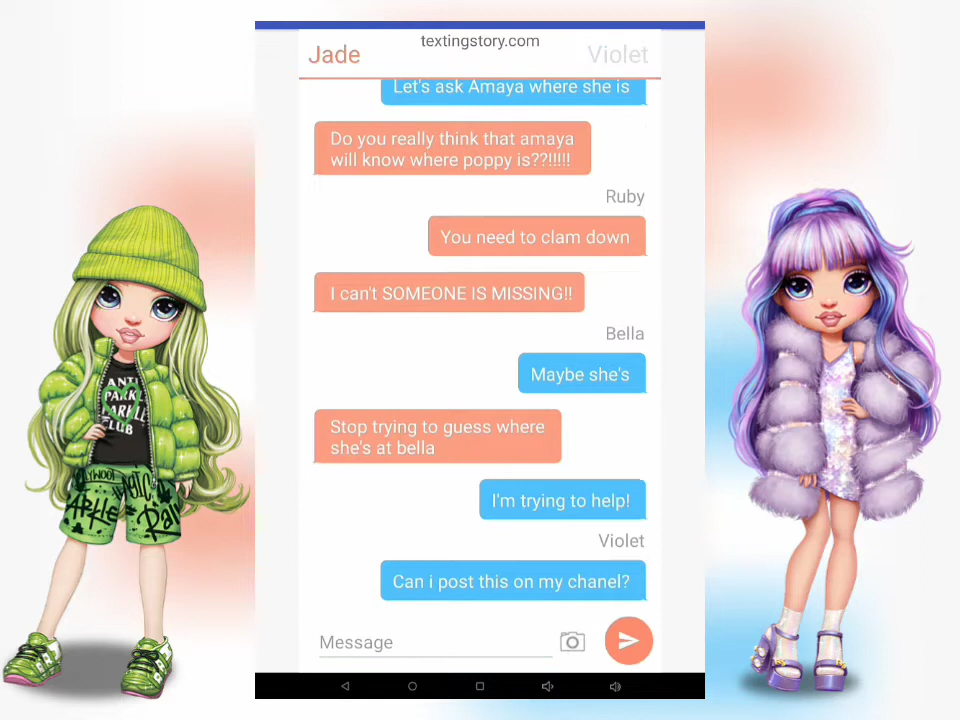 textingstory.com
Jade
Violet
Let's ask Amaya where she is
Do you really think that amaya
will know where poppy is??!!!!!
Ruby
You need to clam down
I can't SOMEONE IS MISSING!!
Bella
Maybe she's
Stop trying to guess where
she's at bella
I'm trying to help!
Violet
Can i post this on my chanel?
Message
ANTI
CLUB